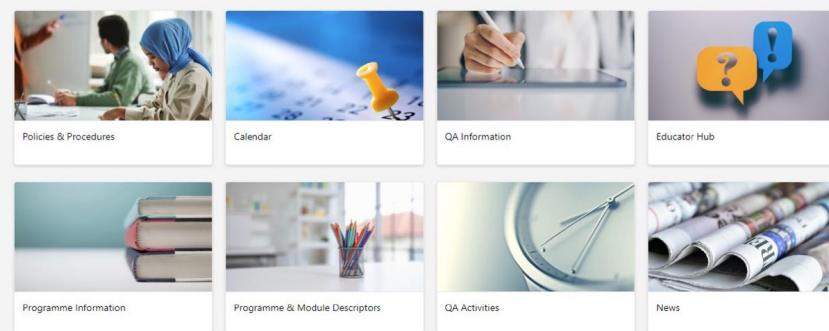 Policies & Procedures
Calendar
QA Information
Educator Hub
Programme Information
Programme & Module Descriptors
QA Activities
News